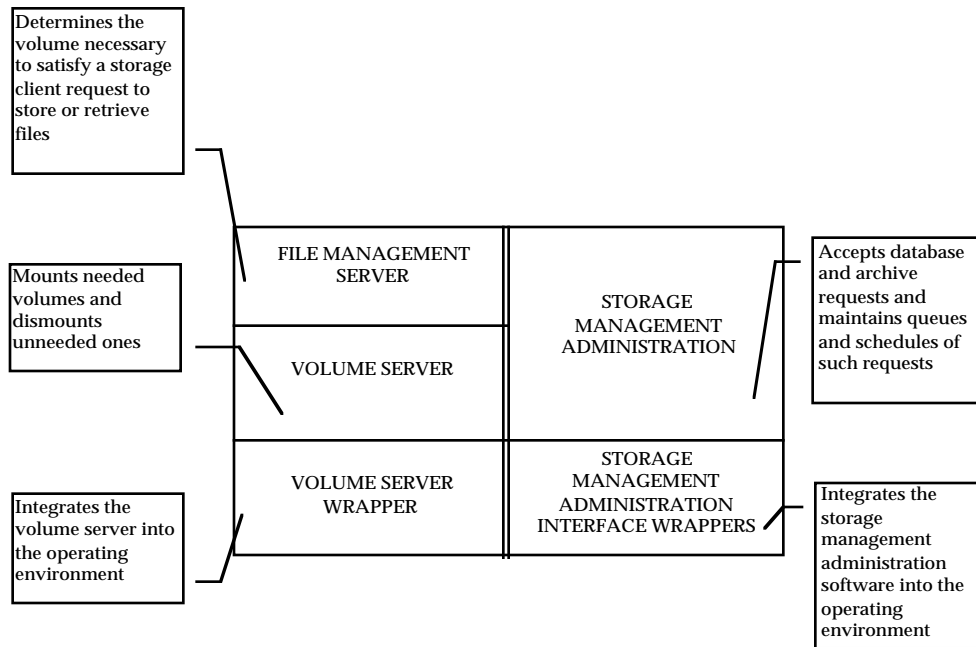 Determines the
volume necessary
to satisfy a storage
client request to
store or retrieve
files
FILE MANAGEMENT
SERVER
Mounts needed
volumes and
dismounts
unneeded ones
VOLUME SERVER
STORAGE
MANAGEMENT
ADMINISTRATION
Accepts database
and archive
requests and
maintains queues
and schedules of
such requests
Integrates the
volume server into
the operating
environment
VOLUME SERVER
WRAPPER
STORAGE
MANAGEMENT
ADMINISTRATION
INTERFACE WRAPPERS
Integrates the
storage
management
administration
software into the
operating
environment